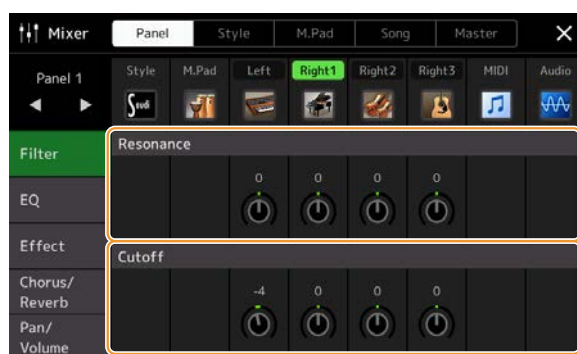 Mixer
Panel Style M.Pad Song Master
Panel 1
Style M.Pad Left Right1 Right2 Right3 MIDI Audio
Filter
Resonance
0 0 0 0
EQ
Effect
Cutoff
-4 0 0 0
Chorus/
Reverb
Pan/
Volume